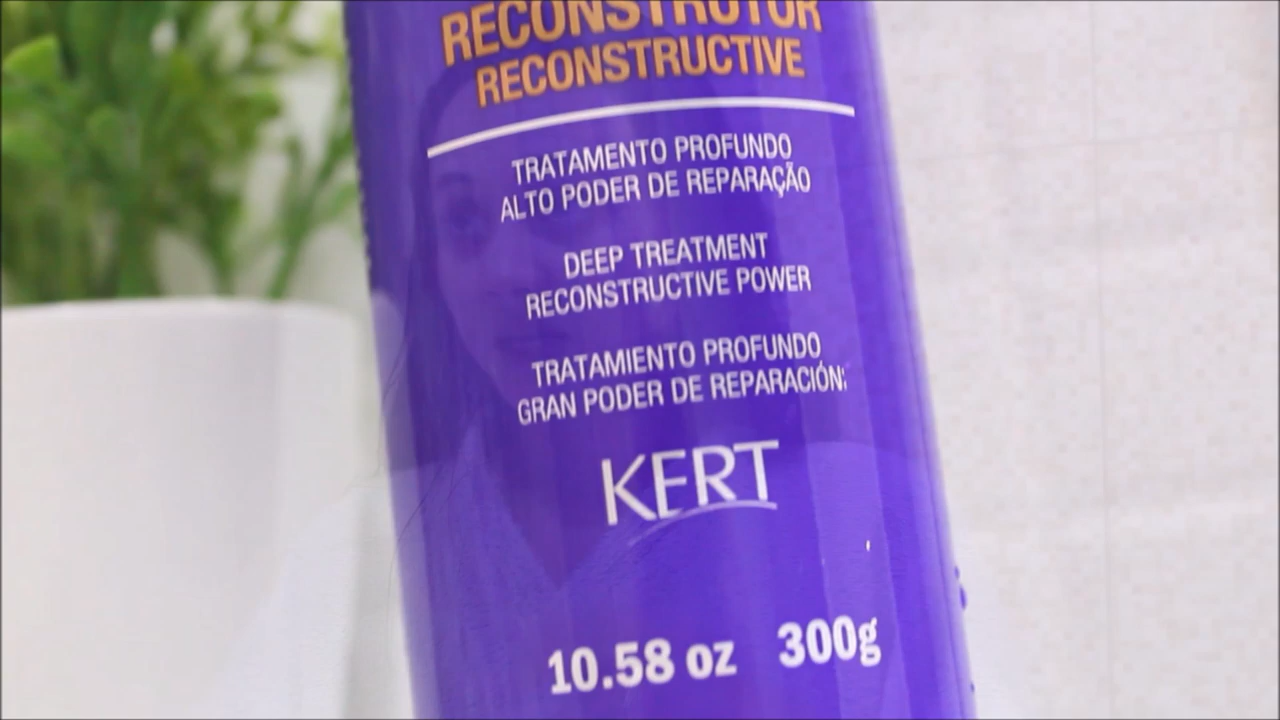 RECONSTRUTOR
RECONSTRUCTIVE
TRATAMENTO PROFUNDO
ALTO PODER DE REPARAÇÃO
DEEP TREATMENT
RECONSTRUCTIVE POWER
TRATAMIENTO PROFUNDO
GRAN PODER DE REPARACIÓN:
KERT
10.58 oz 300g